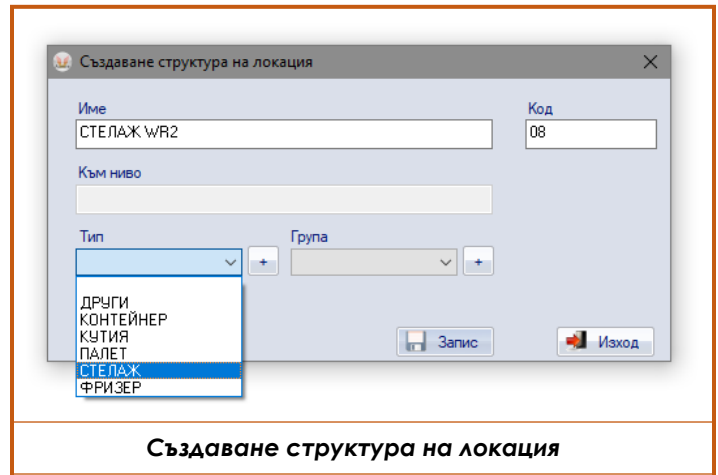 Създаване структура на локация
Име
Код
СТЕЛАЖ WR2
08
Към ниво
Тип
Група
+
+
ДРУГИ
КОНТЕЙНЕР
КУТИЯ
ПАЛЕТ
СТЕЛАЖ
ФРИЗЕР
Запис
Изход
Създаване структура на локация